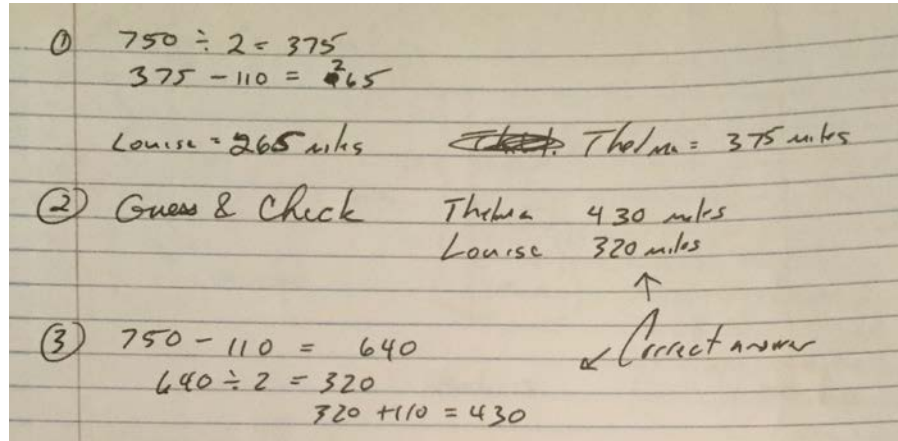 ① 750 ÷ 2 = 375
375 - 110 = 265
Louise = 265 miles Thelma = 375 miles
② Guess & Check Thelma 430 miles
Louise 320 miles
③ 750 - 110 = 640 Correct answer
640 ÷ 2 = 320
320 + 110 = 430